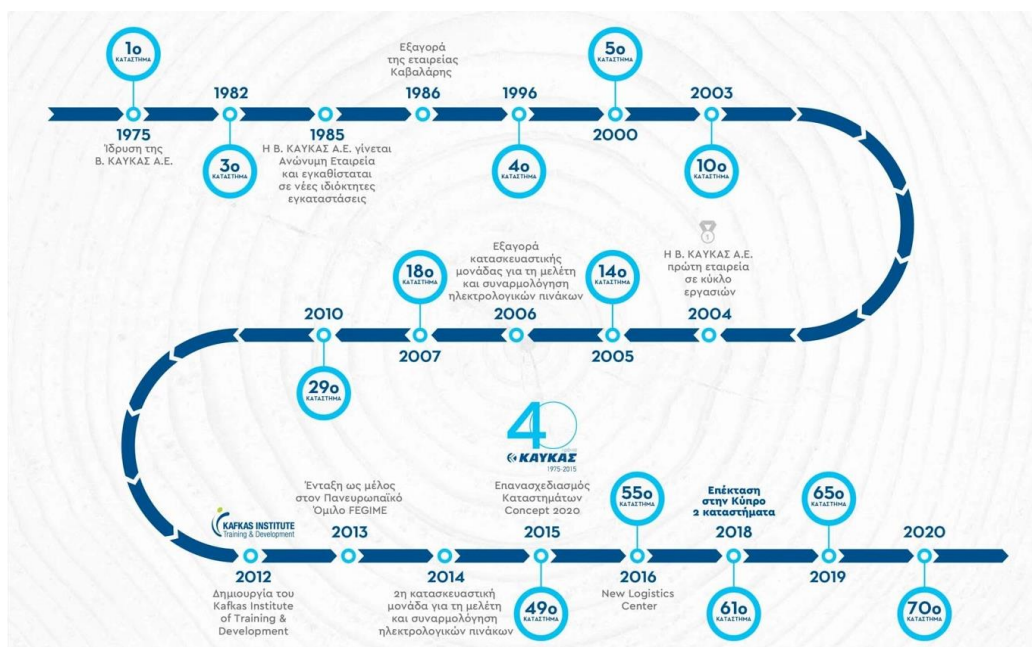 1ο
ΚΑΤΑΣΤΗΜΑ
1975
Ίδρυση της
Β. ΚΑΥΚΑΣ Α.Ε.
1982
3ο
ΚΑΤΑΣΤΗΜΑ
1985
Η Β. ΚΑΥΚΑΣ Α.Ε. γίνεται
Ανώνυμη Εταιρεία
και εγκαθίσταται
σε νέες ιδιόκτητες
εγκαταστάσεις
Εξαγορά
της εταιρείας
Καβαλάρης
1986
1996
4ο
ΚΑΤΑΣΤΗΜΑ
5ο
ΚΑΤΑΣΤΗΜΑ
2000
2003
10ο
ΚΑΤΑΣΤΗΜΑ
1
Η Β. ΚΑΥΚΑΣ Α.Ε.
πρώτη εταιρεία
σε κύκλο
εργασιών
2004
14ο
ΚΑΤΑΣΤΗΜΑ
2005
Εξαγορά
κατασκευαστικής
μονάδας για τη μελέτη
και συναρμολόγηση
ηλεκτρολογικών πινάκων
2006
18ο
ΚΑΤΑΣΤΗΜΑ
2007
2010
29ο
ΚΑΤΑΣΤΗΜΑ
KAFKAS INSTITUTE
Training & Development
2012
Δημιουργία του
Kafkas Institute
of Training &
Development
Ένταξη ως μέλος
στον Πανευρωπαϊκό
Όμιλο FEGIME
2013
2014
2η κατασκευαστική
μονάδα για τη μελέτη
και συναρμολόγηση
ηλεκτρολογικών πινάκων
40
ΚΑΥΚΑΣ
1975-2015
Επανασχεδιασμός
Καταστημάτων
Concept 2020
2015
49ο
ΚΑΤΑΣΤΗΜΑ
55ο
ΚΑΤΑΣΤΗΜΑ
2016
New Logistics
Center
Επέκταση
στην Κύπρο
2 καταστήματα
2018
61ο
ΚΑΤΑΣΤΗΜΑ
65ο
ΚΑΤΑΣΤΗΜΑ
2019
2020
70ο
ΚΑΤΑΣΤΗΜΑ